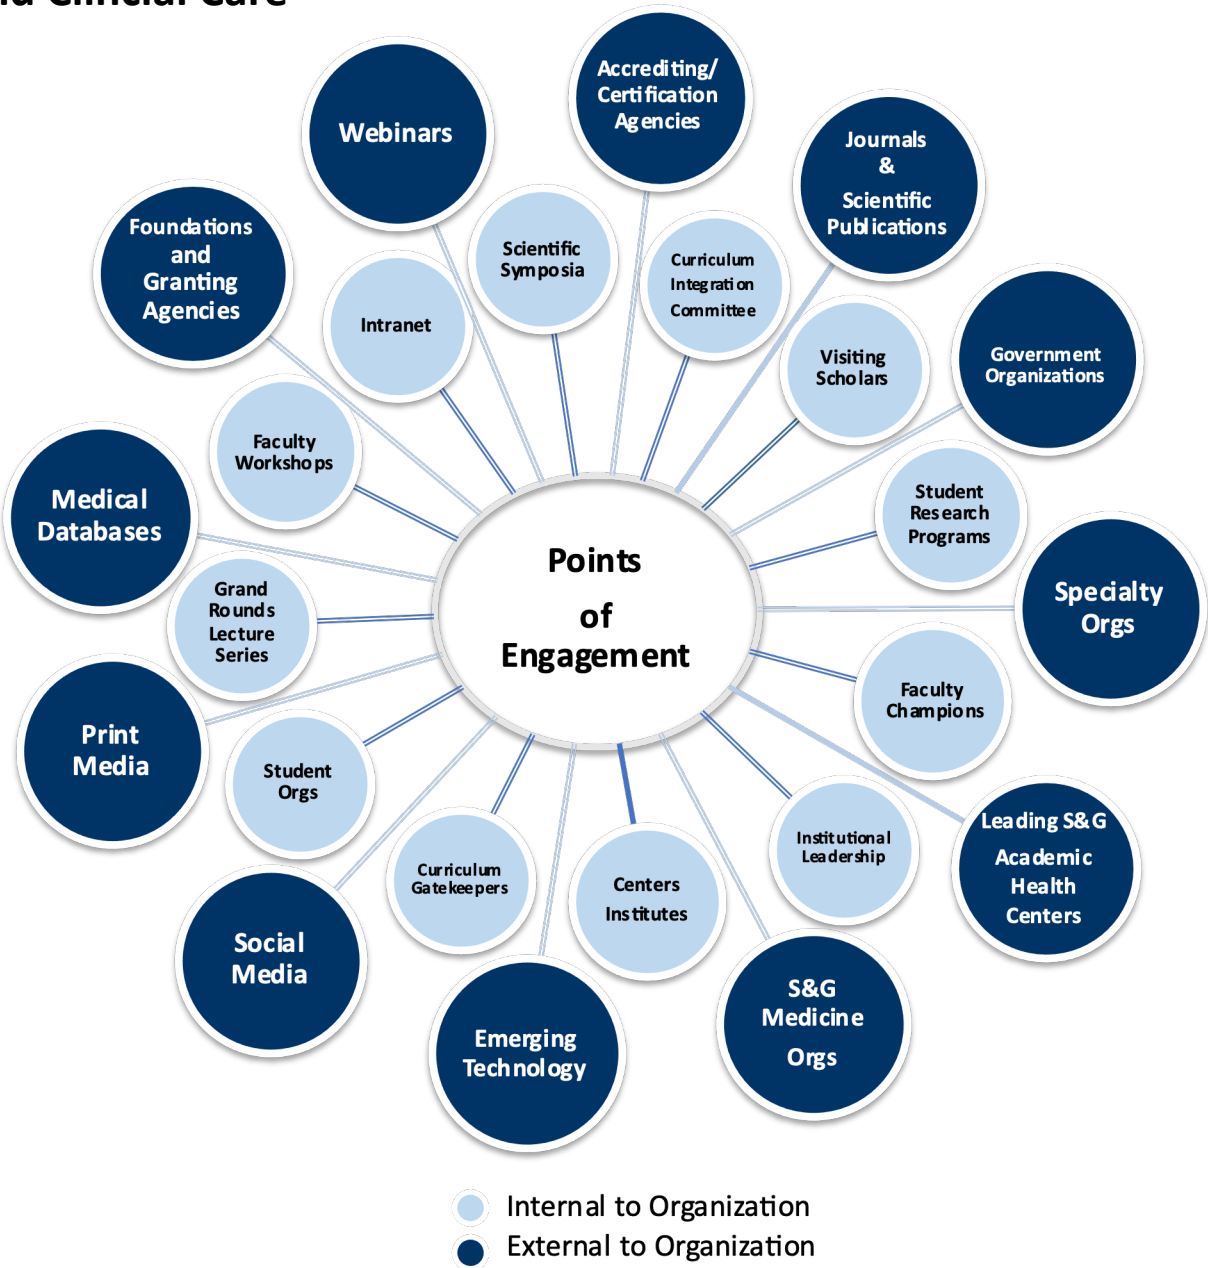 Clinical Care
Accrediting/
Certification
Agencies
Webinars
Journals
&
Scientific
Publications
Foundations
and
Granting
Agencies
Scientific
Symposia
Curriculum
Integration
Committee
Intranet
Visiting
Scholars
Government
Organizations
Faculty
Workshops
Medical
Databases
Student
Research
Programs
Points
of
Engagement
Specialty
Orgs
Grand
Rounds
Lecture
Series
Faculty
Champions
Print
Media
Student
Orgs
Leading S&G
Academic
Health
Centers
Institutional
Leadership
Curriculum
Gatekeepers
Centers
Institutes
Social
Media
S&G
Medicine
Orgs
Emerging
Technology
Internal to Organization
External to Organization